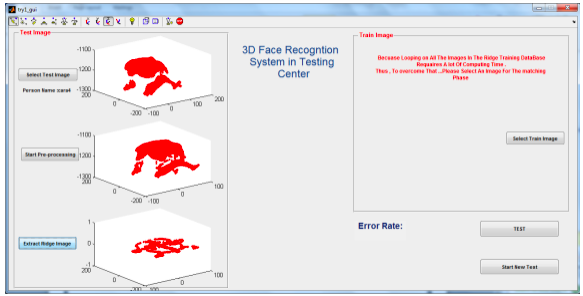 try1_gui
Test Image
Select Test Image
Person Name :sara4
-1100
-1200
-1300
200
0
-200
-100
0
100
200
3D Face Recogntion
System in Testing
Center
Train Image
Because Looping on All The Images In The Ridge Training DataBase
Requaires A lot Of Computing Time .
Thus , To overcome That ...Please Select An Image For The matching
Phase
Start Pre-processing
-1100
1200
-1300
200
0
-200
-100
0
100
Select Train Image
Extract Ridge Image
1
0
-1
200
0
-200
-100
0
100
Error Rate:
TEST
Start New Test